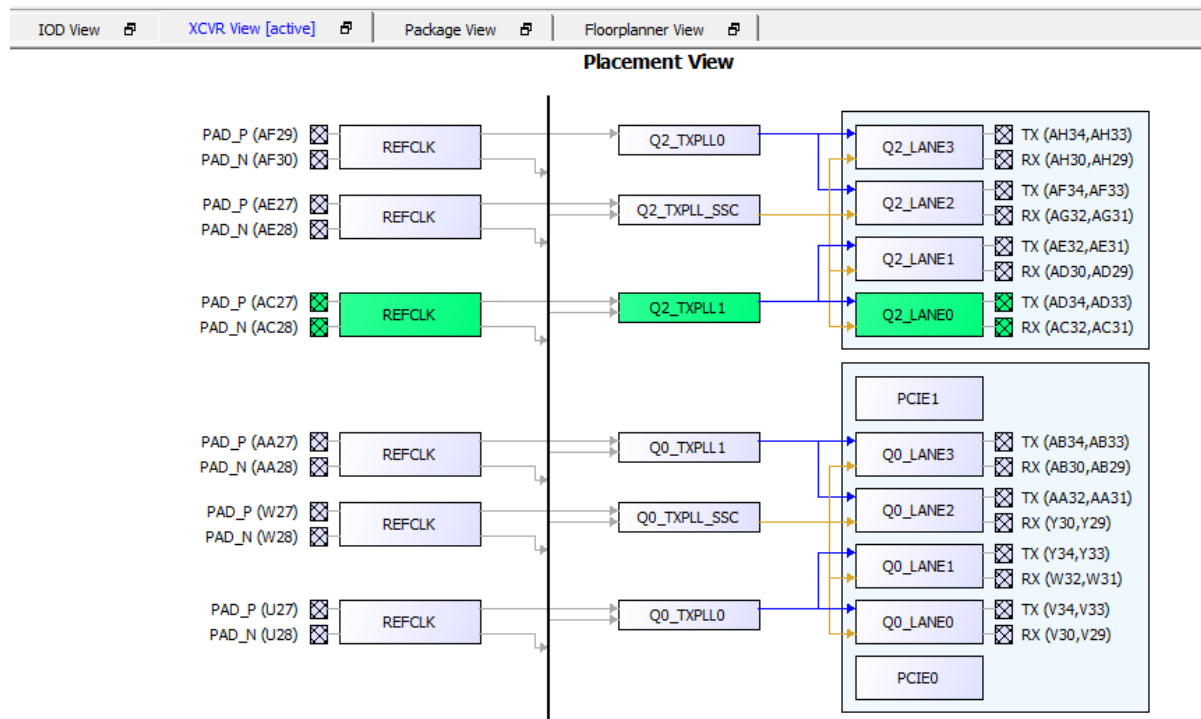 IOD View XCVR View [active] Package View Floorplanner View
Placement View
PAD_P (AF29) REFCLK Q2_TXPLL0 Q2_LANE3 TX (AH34,AH33)
PAD_N (AF30) RX (AH30,AH29)
PAD_P (AE27) REFCLK Q2_TXPLL_SSC Q2_LANE2 TX (AF34,AF33)
PAD_N (AE28) RX (AG32,AG31)
Q2_LANE1 TX (AE32,AE31)
RX (AD30,AD29)
PAD_P (AC27) REFCLK Q2_TXPLL1 Q2_LANE0 TX (AD34,AD33)
PAD_N (AC28) RX (AC32,AC31)
PCIE1
PAD_P (AA27) REFCLK Q0_TXPLL1 Q0_LANE3 TX (AB34,AB33)
PAD_N (AA28) RX (AB30,AB29)
PAD_P (W27) REFCLK Q0_TXPLL_SSC Q0_LANE2 TX (AA32,AA31)
PAD_N (W28) RX (Y30,Y29)
Q0_LANE1 TX (Y34,Y33)
RX (W32,W31)
PAD_P (U27) REFCLK Q0_TXPLL0 Q0_LANE0 TX (V34,V33)
PAD_N (U28) RX (V30,V29)
PCIE0